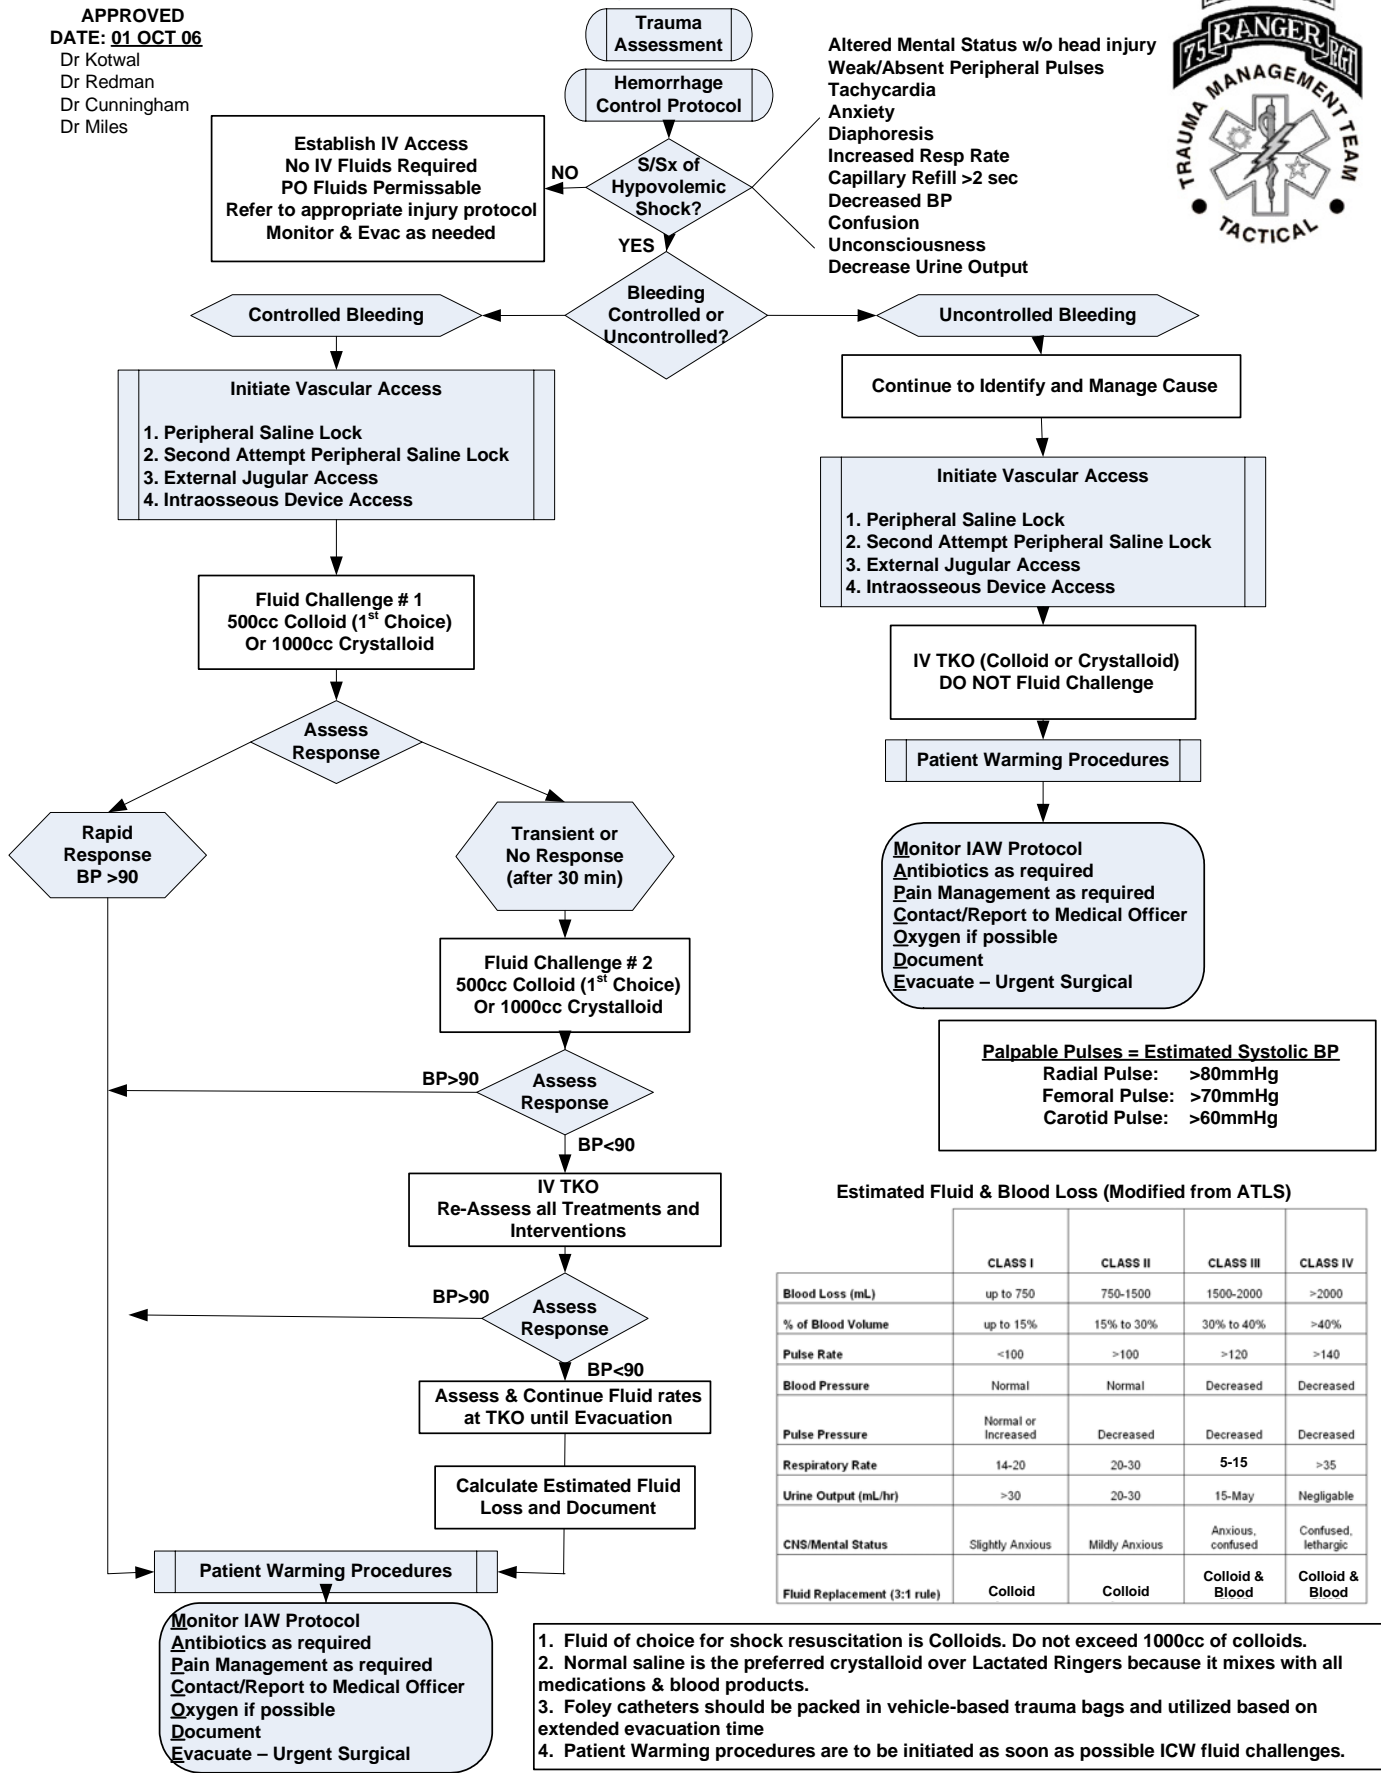 APPROVED
DATE: 01 OCT 06
Dr Kotwal
Dr Redman
Dr Cunningham
Dr Miles
Trauma
Assessment
Hemorrhage
Control Protocol
75 RANGER RGT
TRAUMA MANAGEMENT TEAM
TACTICAL
Altered Mental Status w/o head injury
Weak/Absent Peripheral Pulses
Tachycardia
Anxiety
Diaphoresis
Increased Resp Rate
Capillary Refill >2 sec
Decreased BP
Confusion
Unconsciousness
Decrease Urine Output
S/Sx of
Hypovolemic
Shock?
NO
Establish IV Access
No IV Fluids Required
PO Fluids Permissable
Refer to appropriate injury protocol
Monitor & Evac as needed
YES
Bleeding
Controlled or
Uncontrolled?
Controlled Bleeding
Initiate Vascular Access
1. Peripheral Saline Lock
2. Second Attempt Peripheral Saline Lock
3. External Jugular Access
4. Intraosseous Device Access
Fluid Challenge # 1
500cc Colloid (1st Choice)
Or 1000cc Crystalloid
Assess
Response
Rapid
Response
BP >90
Transient or
No Response
(after 30 min)
Fluid Challenge # 2
500cc Colloid (1st Choice)
Or 1000cc Crystalloid
BP>90
Assess
Response
BP<90
IV TKO
Re-Assess all Treatments and
Interventions
BP>90
Assess
Response
BP<90
Assess & Continue Fluid rates
at TKO until Evacuation
Calculate Estimated Fluid
Loss and Document
Patient Warming Procedures
Monitor IAW Protocol
Antibiotics as required
Pain Management as required
Contact/Report to Medical Officer
Oxygen if possible
Document
Evacuate – Urgent Surgical
Uncontrolled Bleeding
Continue to Identify and Manage Cause
Initiate Vascular Access
1. Peripheral Saline Lock
2. Second Attempt Peripheral Saline Lock
3. External Jugular Access
4. Intraosseous Device Access
IV TKO (Colloid or Crystalloid)
DO NOT Fluid Challenge
Patient Warming Procedures
Monitor IAW Protocol
Antibiotics as required
Pain Management as required
Contact/Report to Medical Officer
Oxygen if possible
Document
Evacuate – Urgent Surgical
Palpable Pulses = Estimated Systolic BP
Radial Pulse: >80mmHg
Femoral Pulse: >70mmHg
Carotid Pulse: >60mmHg
Estimated Fluid & Blood Loss (Modified from ATLS)
CLASS I CLASS II CLASS III CLASS IV
Blood Loss (mL) up to 750 750-1500 1500-2000 >2000
% of Blood Volume up to 15% 15% to 30% 30% to 40% >40%
Pulse Rate <100 >100 >120 >140
Blood Pressure Normal Normal Decreased Decreased
Pulse Pressure Normal or Increased Decreased Decreased Decreased
Respiratory Rate 14-20 20-30 5-15 >35
Urine Output (mL/hr) >30 20-30 15-May Negligable
CNS/Mental Status Slightly Anxious Mildly Anxious Anxious, confused Confused, lethargic
Fluid Replacement (3:1 rule) Colloid Colloid Colloid & Blood Colloid & Blood
1. Fluid of choice for shock resuscitation is Colloids. Do not exceed 1000cc of colloids.
2. Normal saline is the preferred crystalloid over Lactated Ringers because it mixes with all
medications & blood products.
3. Foley catheters should be packed in vehicle-based trauma bags and utilized based on
extended evacuation time
4. Patient Warming procedures are to be initiated as soon as possible ICW fluid challenges.